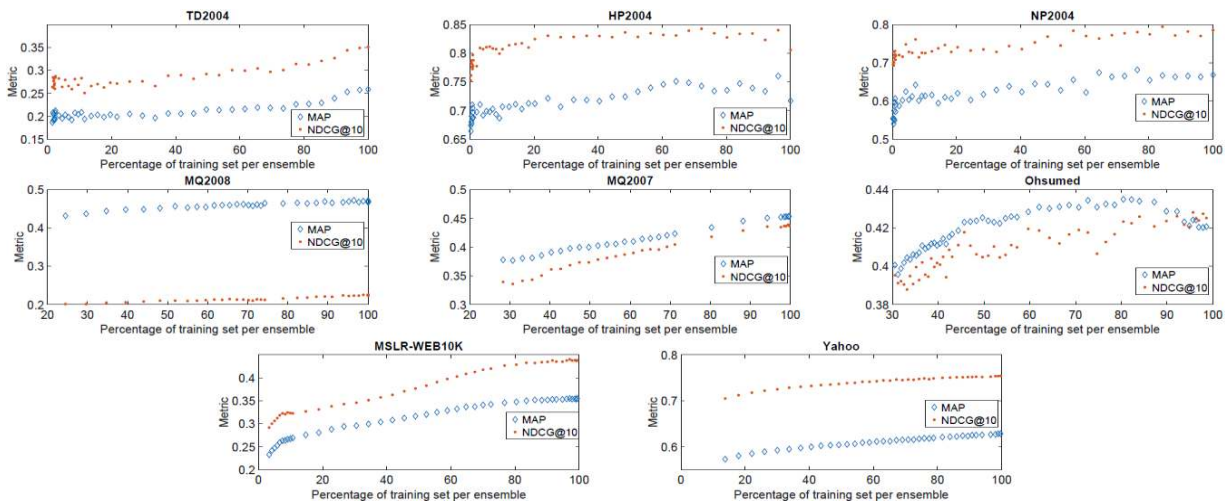 TD2004
0.35
0.3
0.25
0.2
0.15
Metric
0 20 40 60 80 100
Percentage of training set per ensemble
MAP
NDCG@10
HP2004
0.85
0.8
0.75
0.7
0.65
Metric
0 20 40 60 80 100
Percentage of training set per ensemble
MAP
NDCG@10
NP2004
0.8
0.7
0.6
0.5
Metric
0 20 40 60 80 100
Percentage of training set per ensemble
MAP
NDCG@10
MQ2008
0.5
0.4
0.3
0.2
Metric
20 30 40 50 60 70 80 90 100
Percentage of training set per ensemble
MAP
NDCG@10
MQ2007
0.5
0.45
0.4
0.35
0.3
Metric
20 30 40 50 60 70 80 90 100
Percentage of training set per ensemble
MAP
NDCG@10
Ohsumed
0.44
0.42
0.4
0.38
Metric
30 40 50 60 70 80 90 100
Percentage of training set per ensemble
MAP
NDCG@10
MSLR-WEB10K
0.4
0.35
0.3
0.25
0.2
Metric
0 20 40 60 80 100
Percentage of training set per ensemble
MAP
NDCG@10
Yahoo
0.8
0.7
0.6
Metric
0 20 40 60 80 100
Percentage of training set per ensemble
MAP
NDCG@10